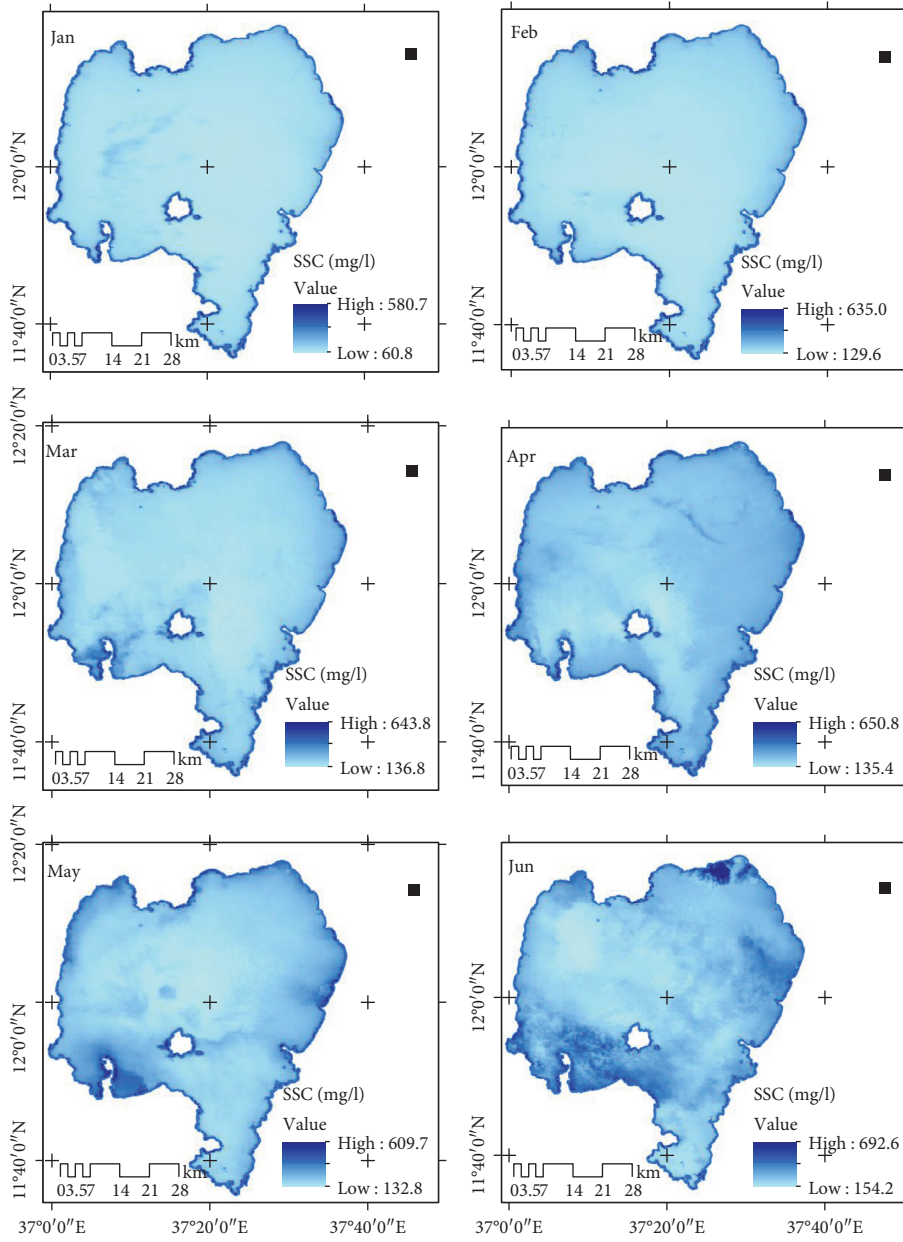 Jan
12°0′0″N
11°40′0″N
SSC (mg/l)
Value
High : 580.7
Low : 60.8
km
03.57 14 21 28
Feb
12°0′0″N
11°40′0″N
SSC (mg/l)
Value
High : 635.0
Low : 129.6
km
03.57 14 21 28
Mar
12°20′0″N
12°0′0″N
11°40′0″N
SSC (mg/l)
Value
High : 643.8
Low : 136.8
km
03.57 14 21 28
Apr
12°0′0″N
11°40′0″N
SSC (mg/l)
Value
High : 650.8
Low : 135.4
km
03.57 14 21 28
May
12°20′0″N
12°0′0″N
11°40′0″N
SSC (mg/l)
Value
High : 609.7
Low : 132.8
km
03.57 14 21 28
37°0′0″E 37°20′0″E
Jun
12°0′0″N
11°40′0″N
SSC (mg/l)
Value
High : 692.6
Low : 154.2
km
03.57 14 21 28
37°0′0″E 37°20′0″E 37°40′0″E
37°40′0″E